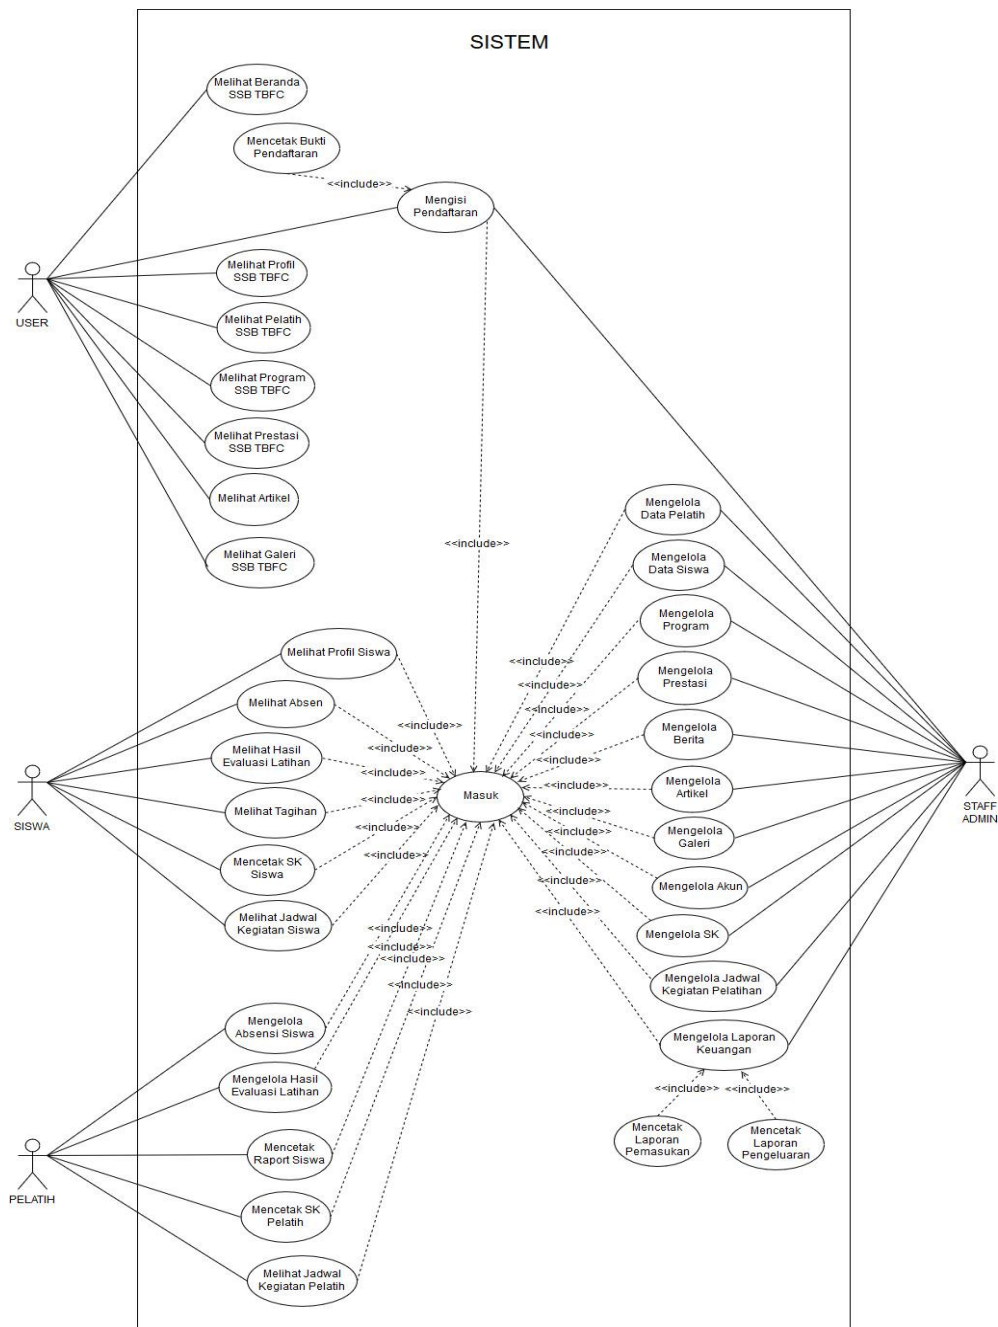 SISTEM
Melihat Beranda
SSB TBFC
Mencetak Bukti
Pendaftaran
<<include>>
Mengisi
Pendaftaran
USER
Melihat Profil
SSB TBFC
Melihat Pelatih
SSB TBFC
Melihat Program
SSB TBFC
Melihat Prestasi
SSB TBFC
Melihat Artikel
Melihat Galeri
SSB TBFC
<<include>>
Mengelola
Data Pelatih
Mengelola
Data Siswa
Mengelola
Program
Mengelola
Prestasi
Mengelola
Berita
Mengelola
Artikel
Mengelola
Galeri
Mengelola Akun
Mengelola SK
Mengelola Jadwal
Kegiatan Pelatihan
Mengelola Laporan
Keuangan
<<include>>
<<include>>
<<include>>
<<include>>
<<include>>
<<include>>
<<include>>
<<include>>
<<include>>
<<include>>
<<include>>
STAFF
ADMIN
Masuk
SISWA
Melihat Profil Siswa
Melihat Absen
Melihat Hasil
Evaluasi Latihan
Melihat Tagihan
Mencetak SK
Siswa
Melihat Jadwal
Kegiatan Siswa
<<include>>
<<include>>
<<include>>
<<include>>
<<include>>
<<include>>
PELATIH
Mengelola
Absensi Siswa
Mengelola Hasil
Evaluasi Latihan
Mencetak
Raport Siswa
Mencetak SK
Pelatih
Melihat Jadwal
Kegiatan Pelatih
<<include>>
<<include>>
<<include>>
<<include>>
<<include>>
<<include>>
<<include>>
Mencetak
Laporan
Pemasukan
Mencetak
Laporan
Pengeluaran